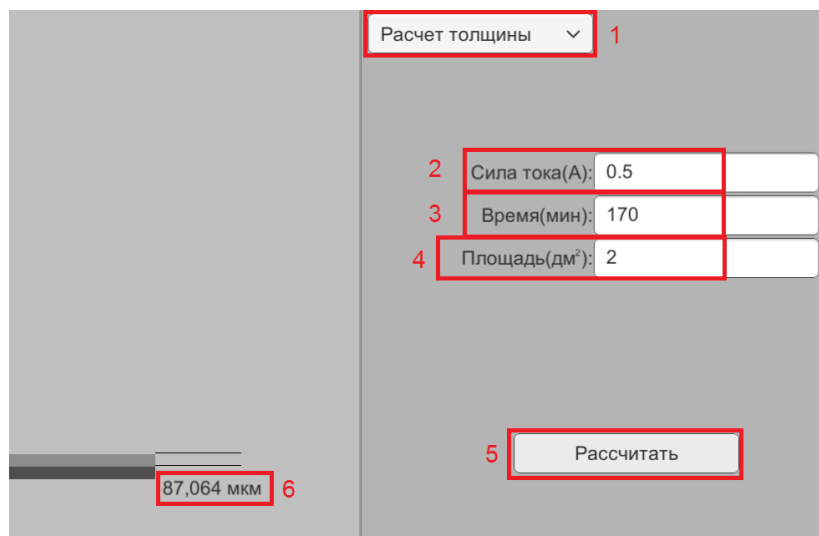 Расчет толщины 1
2 Сила тока(А): 0.5
3 Время(мин): 170
4 Площадь(дм²): 2
5 Рассчитать
87,064 мкм 6